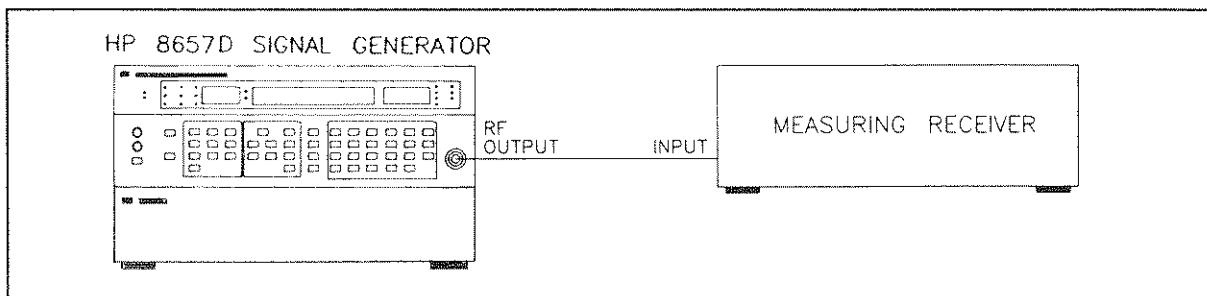 HP 8657D SIGNAL GENERATOR
RF
OUTPUT
INPUT
MEASURING RECEIVER